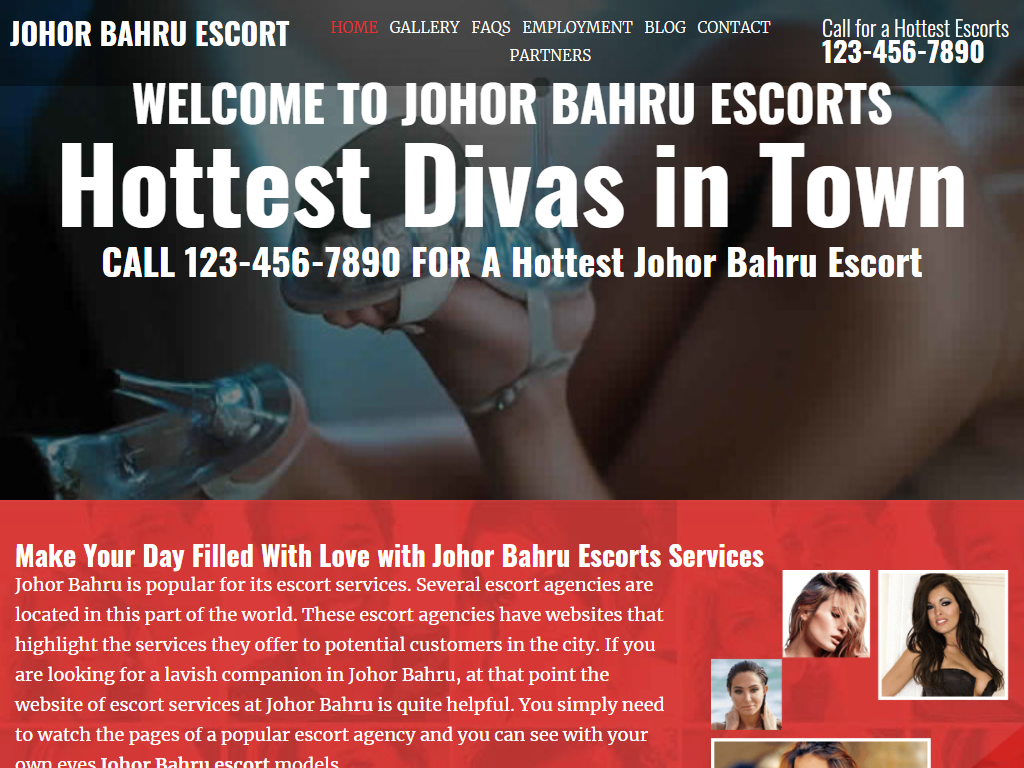 JOHOR BAHRU ESCORT
HOME GALLERY FAQS EMPLOYMENT BLOG CONTACT
PARTNERS
Call for a Hottest Escorts
123-456-7890
WELCOME TO JOHOR BAHRU ESCORTS
Hottest Divas in Town
CALL 123-456-7890 FOR A Hottest Johor Bahru Escort
Make Your Day Filled With Love with Johor Bahru Escorts Services
Johor Bahru is popular for its escort services. Several escort agencies are
located in this part of the world. These escort agencies have websites that
highlight the services they offer to potential customers in the city. If you
are looking for a lavish companion in Johor Bahru, at that point the
website of escort services at Johor Bahru is quite helpful. You simply need
to watch the pages of a popular escort agency and you can see with your
own eyes Johor Bahru escort models.